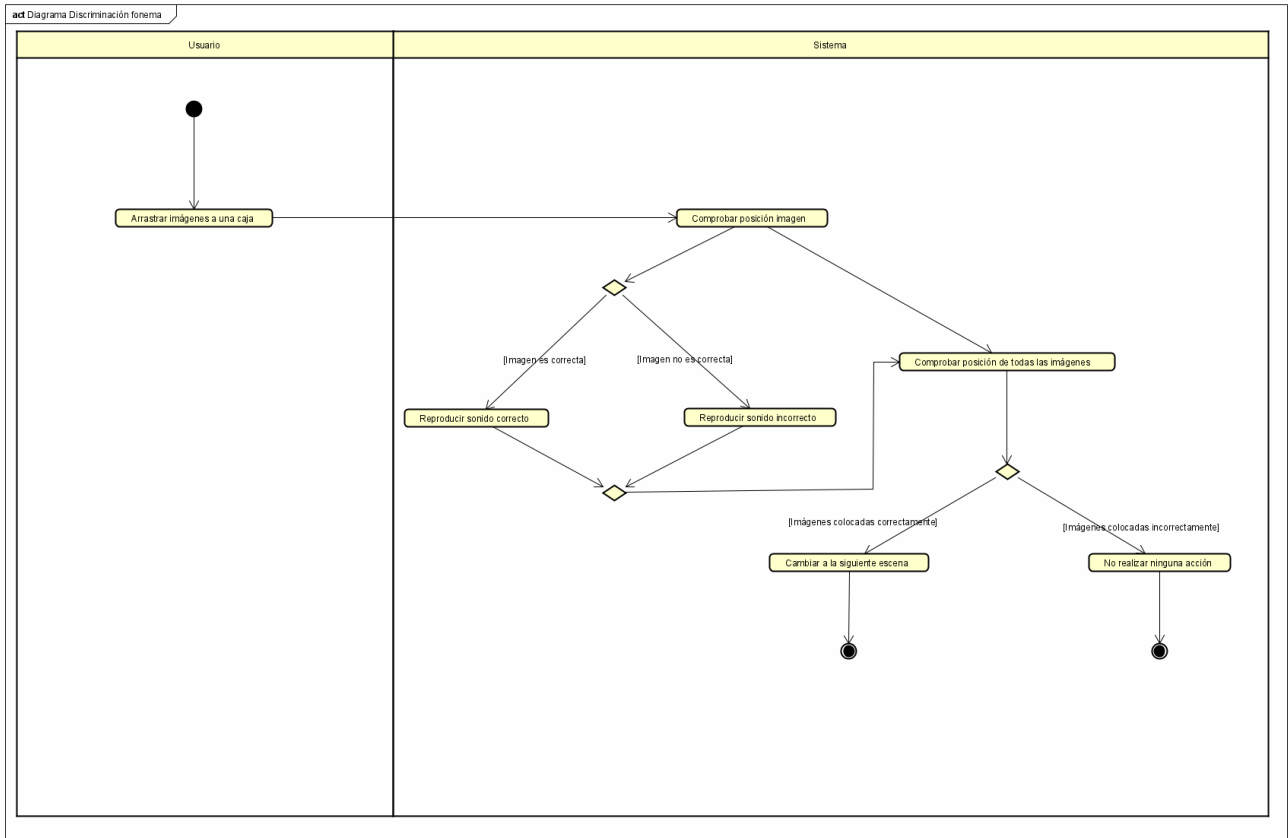 act Diagrama Discriminación fonema
Usuario
Sistema
Arrastrar imágenes a una caja
Comprobar posición imagen
[Imagen es correcta]
[Imagen no es correcta]
Comprobar posición de todas las imágenes
Reproducir sonido correcto
Reproducir sonido incorrecto
[Imágenes colocadas correctamente]
[Imágenes colocadas incorrectamente]
Cambiar a la siguiente escena
No realizar ninguna acción